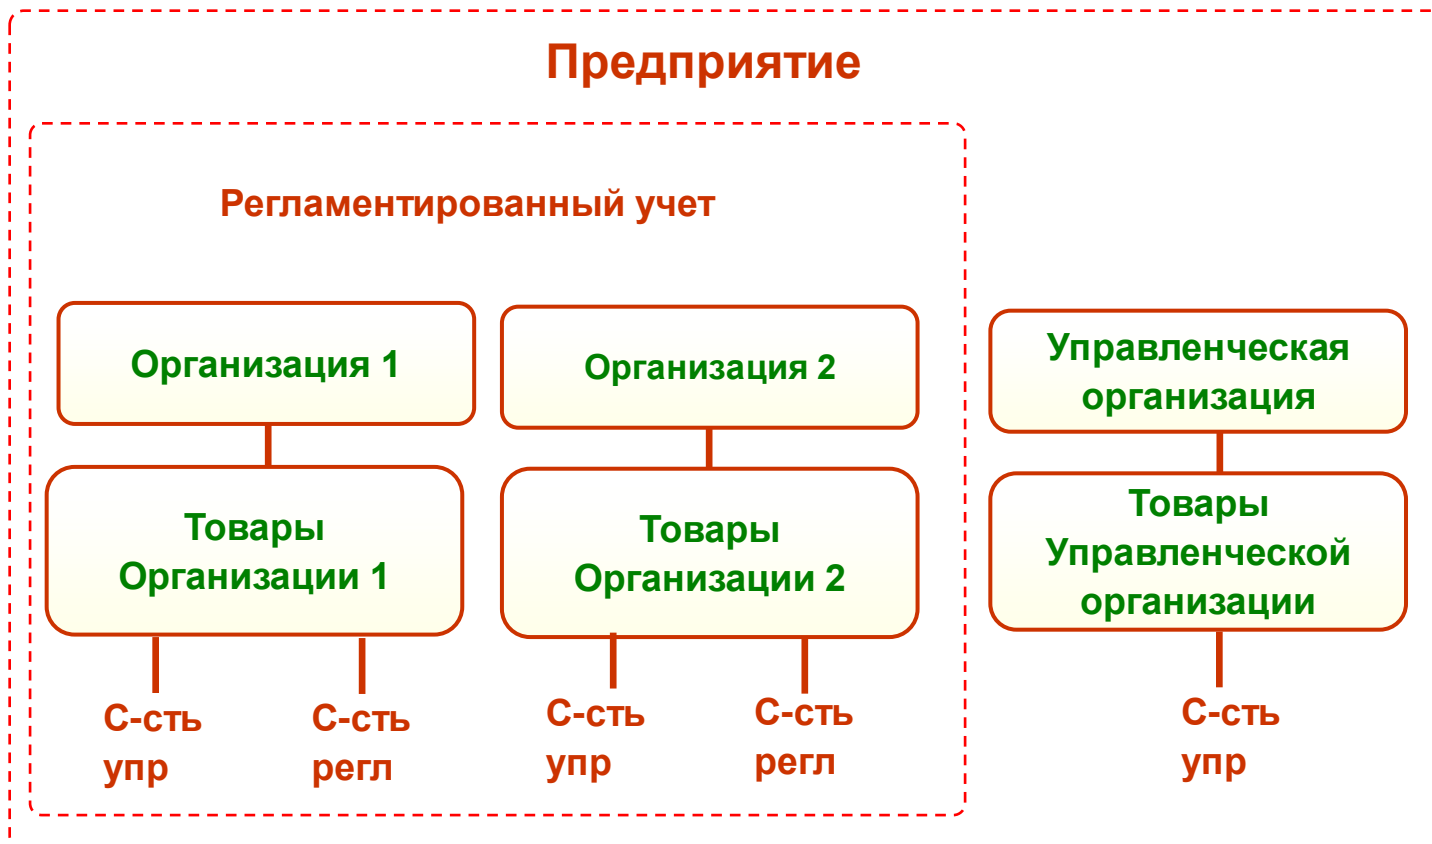 Предприятие
Регламентированный учет
Организация 1
Организация 2
Управленческая
организация
Товары
Организации 1
Товары
Организации 2
Товары
Управленческой
организации
С-сть
упр
С-сть
регл
С-сть
упр
С-сть
регл
С-сть
упр